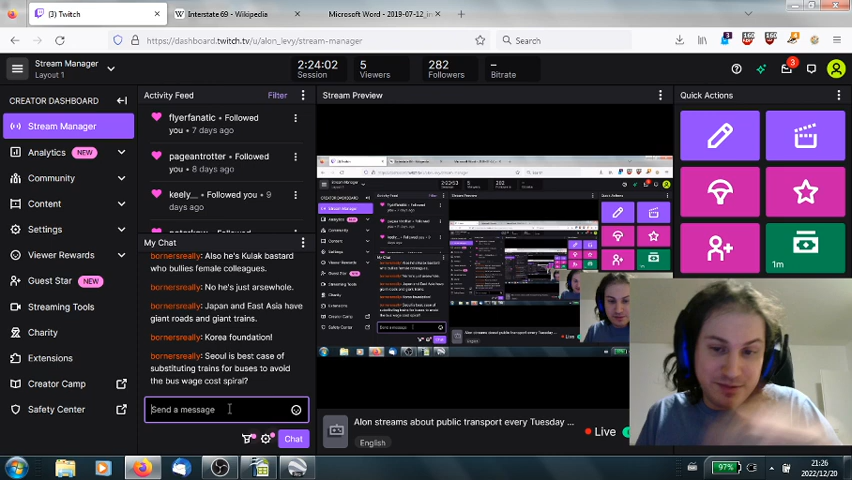 (3) Twitch
Interstate 69 - Wikipedia
Microsoft Word - 2019-07-12_in
https://dashboard.twitch.tv/u/alon_levy/stream-manager
Search
Stream Manager
Layout 1
2:24:02
Session
5
Viewers
282
Followers
–
Bitrate
3
CREATOR DASHBOARD
Stream Manager
Analytics NEW
Community
Content
Settings
Viewer Rewards
Guest Star NEW
Streaming Tools
Charity
Extensions
Creator Camp
Safety Center
Activity Feed
Filter
flyerfanatic • Followed
you • 7 days ago
pageantrotter •
Followed you • 8 days ago
keely__ • Followed you • 9
days ago
My Chat
bornersreally: Also he's Kulak bastard
who bullies female colleagues.
bornersreally: No he's just arsewhole.
bornersreally: Japan and East Asia have
giant roads and giant trains.
bornersreally: Korea foundation!
bornersreally: Seoul is best case of
substituting trains for buses to avoid
the bus wage cost spiral?
Send a message
Chat
Stream Preview
Alon streams about public transport every Tuesday ...
English
Live
Quick Actions
1m
97%
21:26
2022/12/20